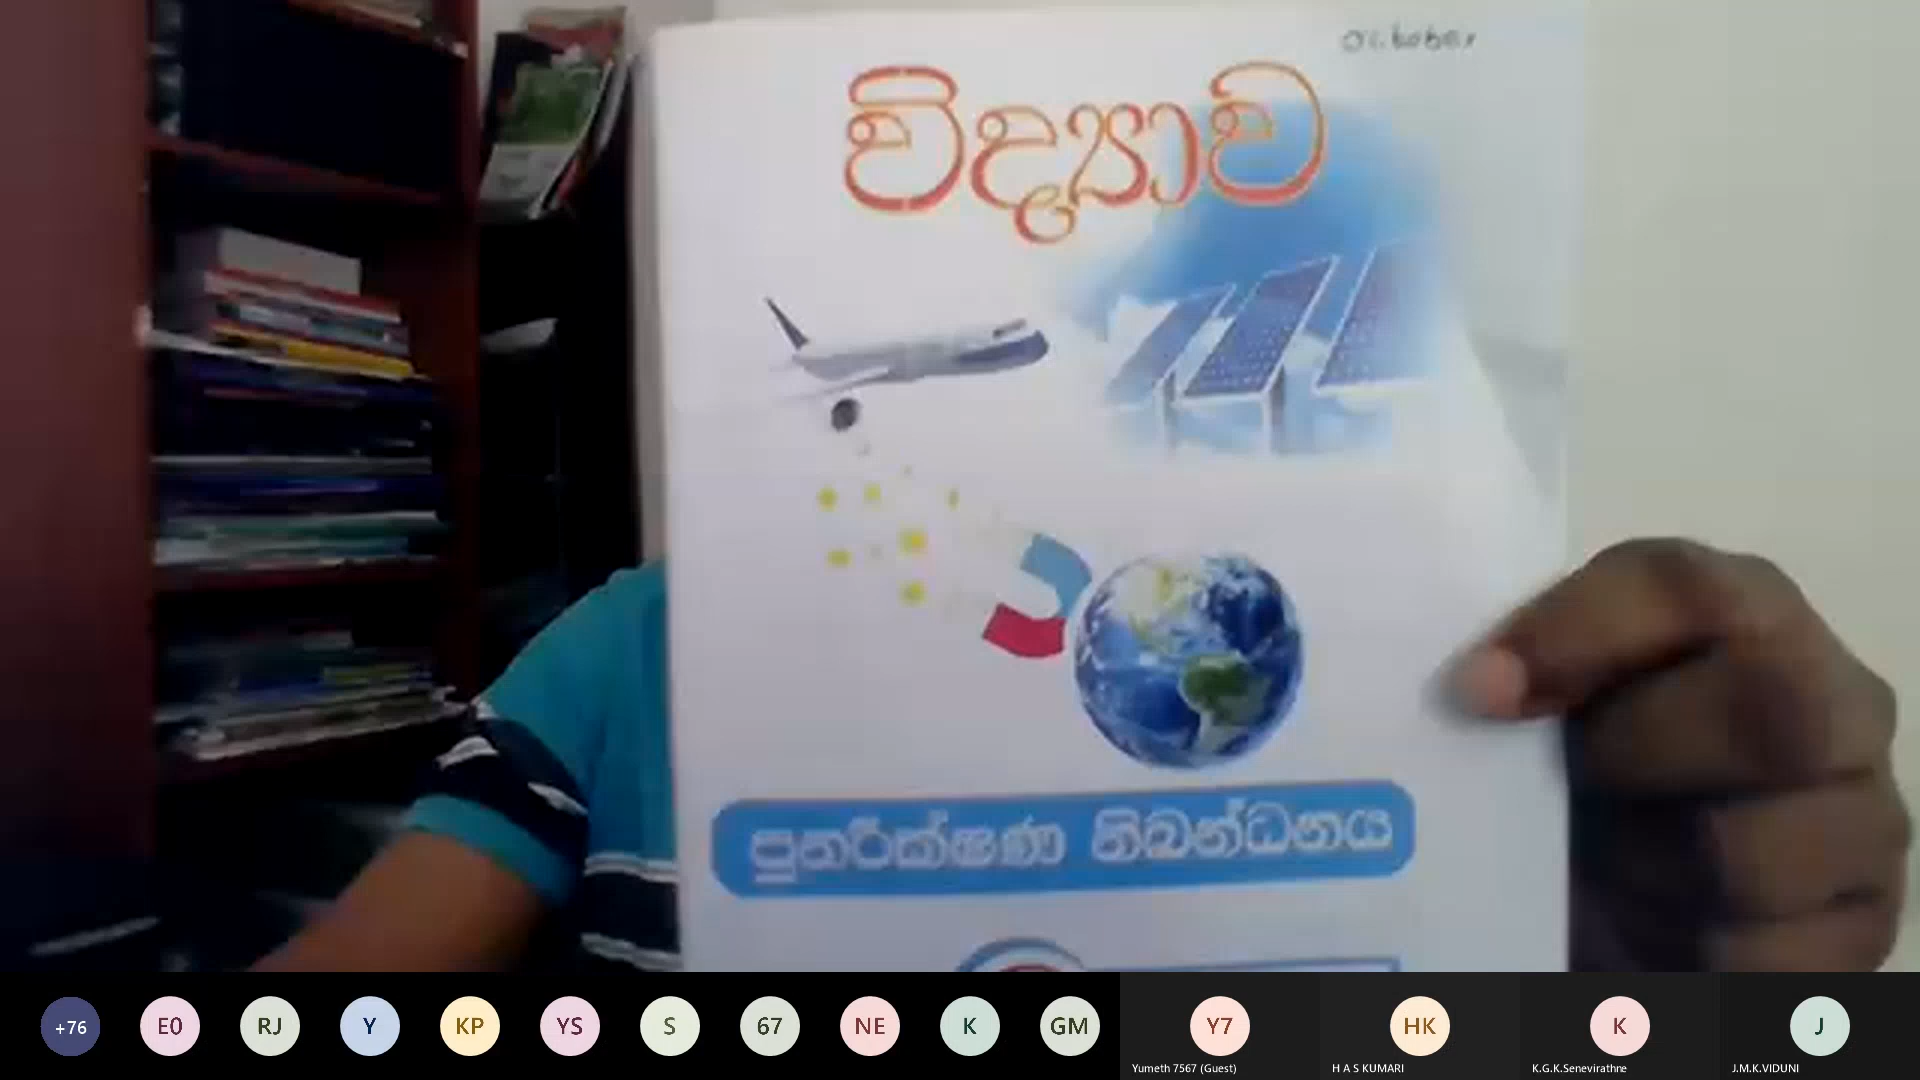 විද්‍යාව
පුනරීක්ෂණ නිබන්ධනය
+76 E0 RJ Y KP YS S 67 NE K GM Y7 HK K J
Yumeth 7567 (Guest) H A S KUMARI K.G.K.Senevirathne J.M.K.VIDUNI